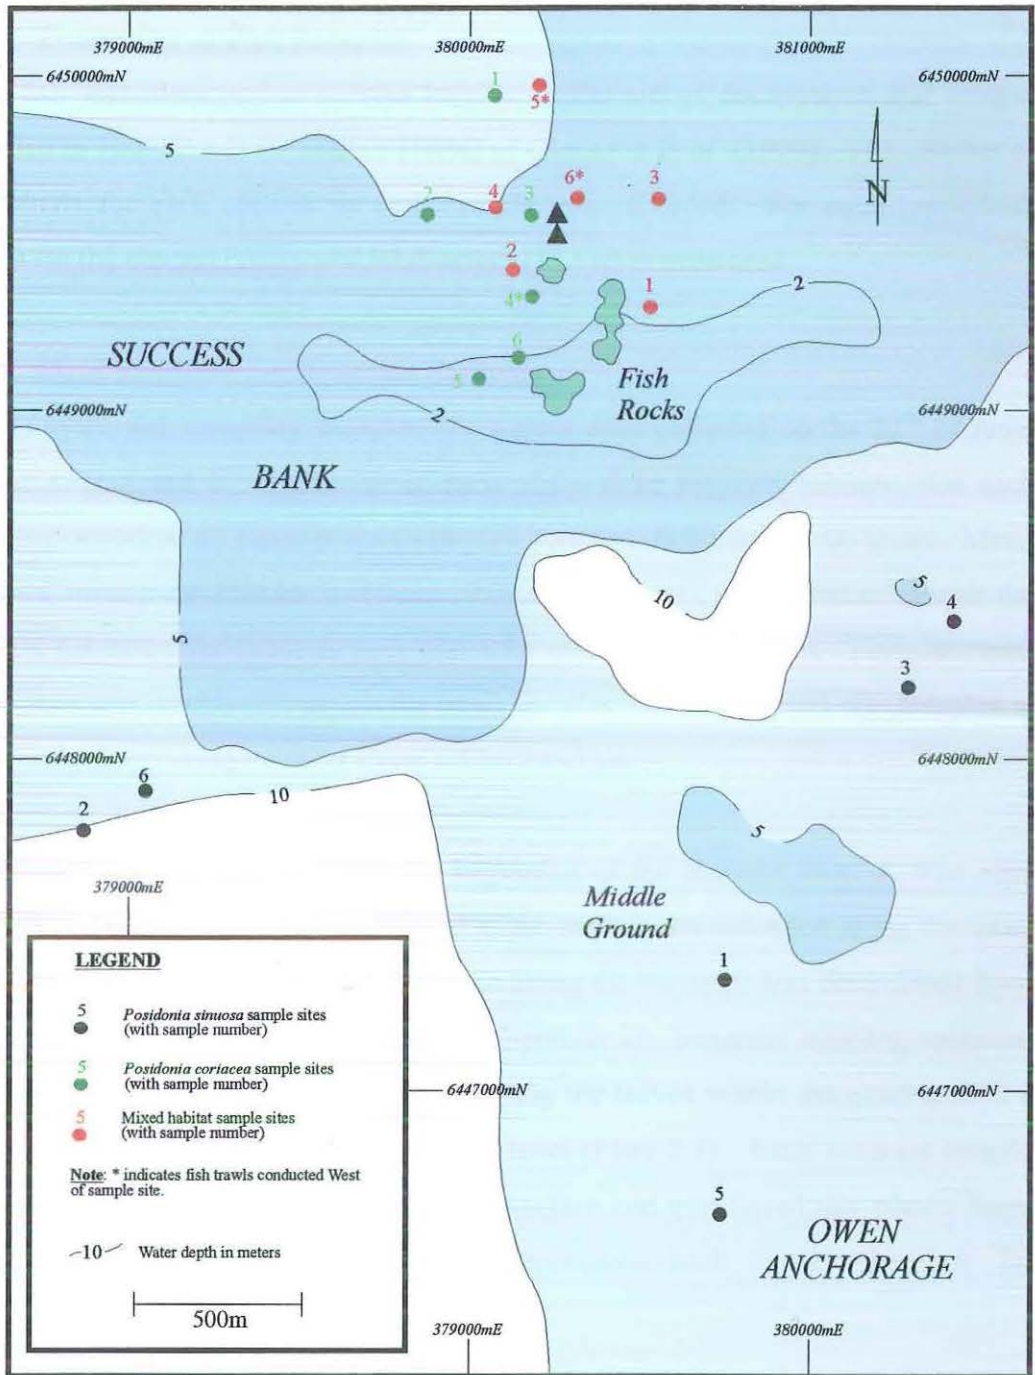 379000mE
380000mE
381000mE
6450000mN
6450000mN
1
5*
5
N
2
4
3
6*
3
2
4*
1
2
6
5
SUCCESS
Fish
Rocks
2
6449000mN
6449000mN
BANK
10
5
4
5
3
6448000mN
6448000mN
6
2
10
5
379000mE
Middle
Ground
1
LEGEND
5
Posidonia sinuosa sample sites
(with sample number)
5
Posidonia coriacea sample sites
(with sample number)
5
Mixed habitat sample sites
(with sample number)
Note: * indicates fish trawls conducted West
of sample site.
10 Water depth in meters
500m
6447000mN
6447000mN
5
OWEN
ANCHORAGE
379000mE
380000mE